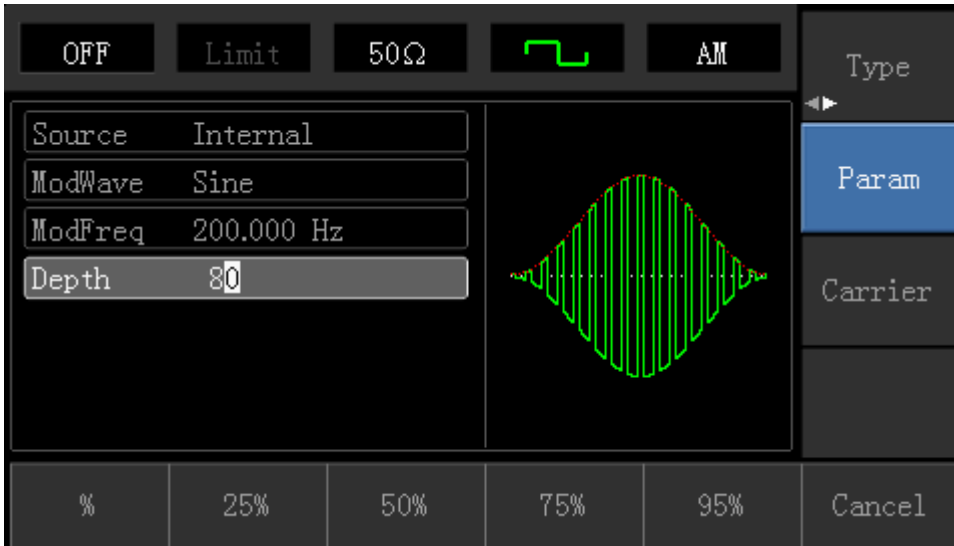 OFF Limit 50Ω AM
Type
Source Internal
ModWave Sine
ModFreq 200.000 Hz
Depth 80
Param
Carrier
% 25% 50% 75% 95% Cancel